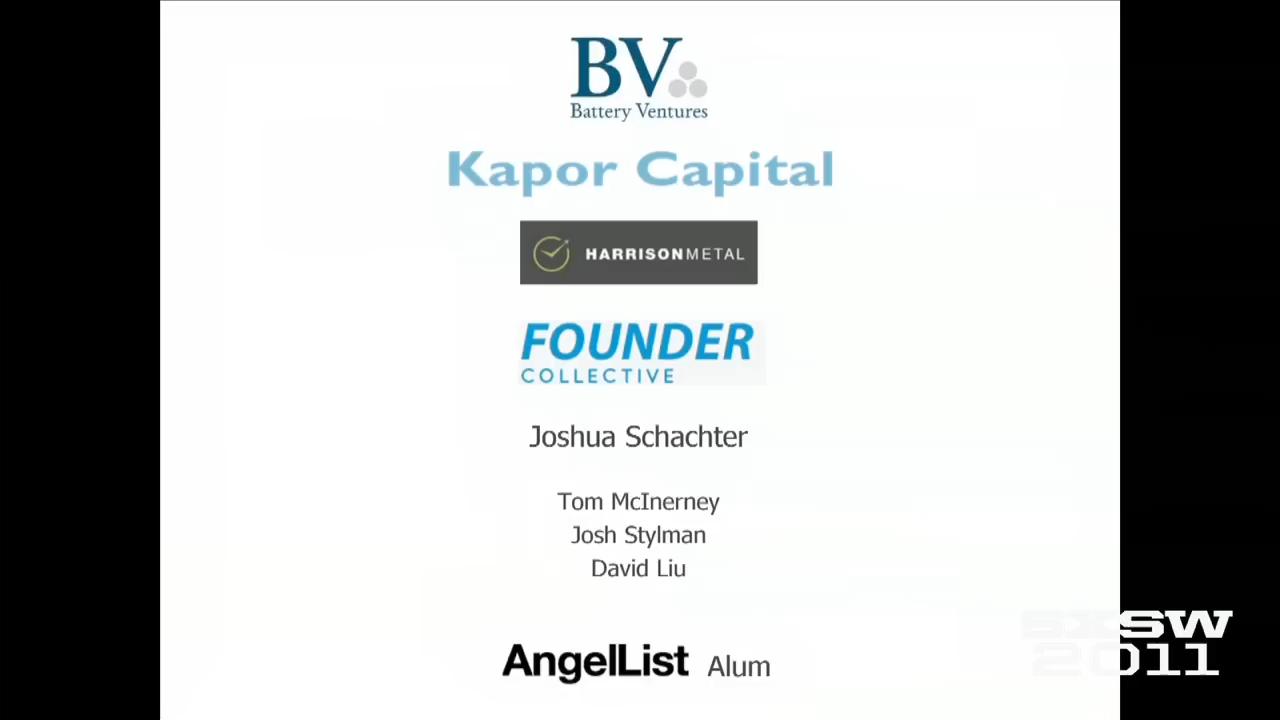 BV
Battery Ventures
Kapor Capital
HARRISONMETAL
FOUNDER
COLLECTIVE
Joshua Schachter
Tom McInerney
Josh Stylman
David Liu
AngelList Alum
SXSW
2011